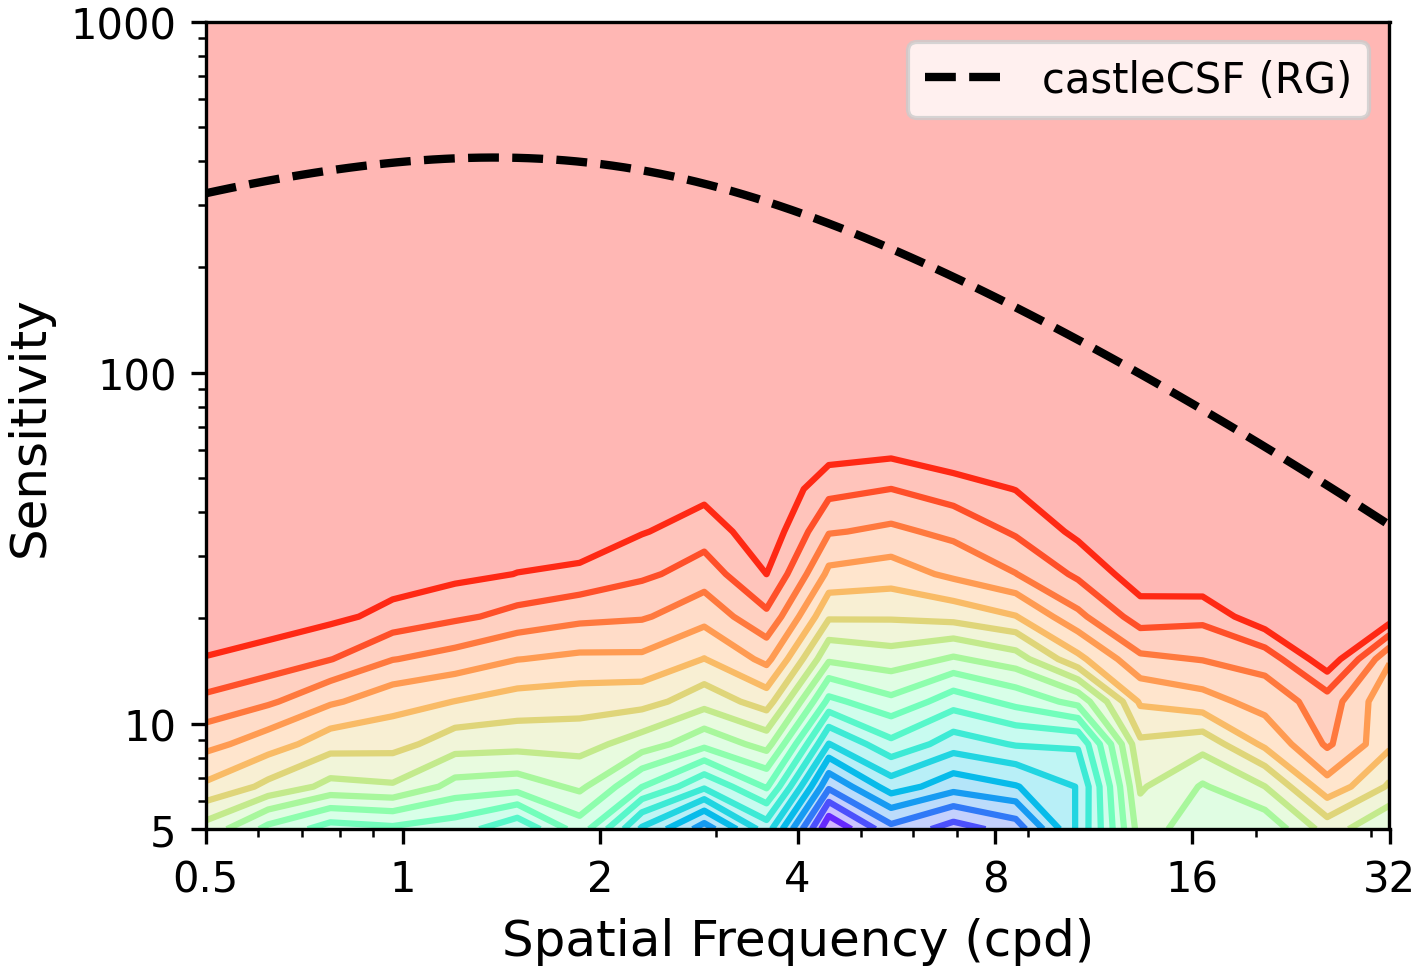 1000
castleCSF (RG)
100
Sensitivity
10
5
0.5 1 2 4 8 16 32
Spatial Frequency (cpd)